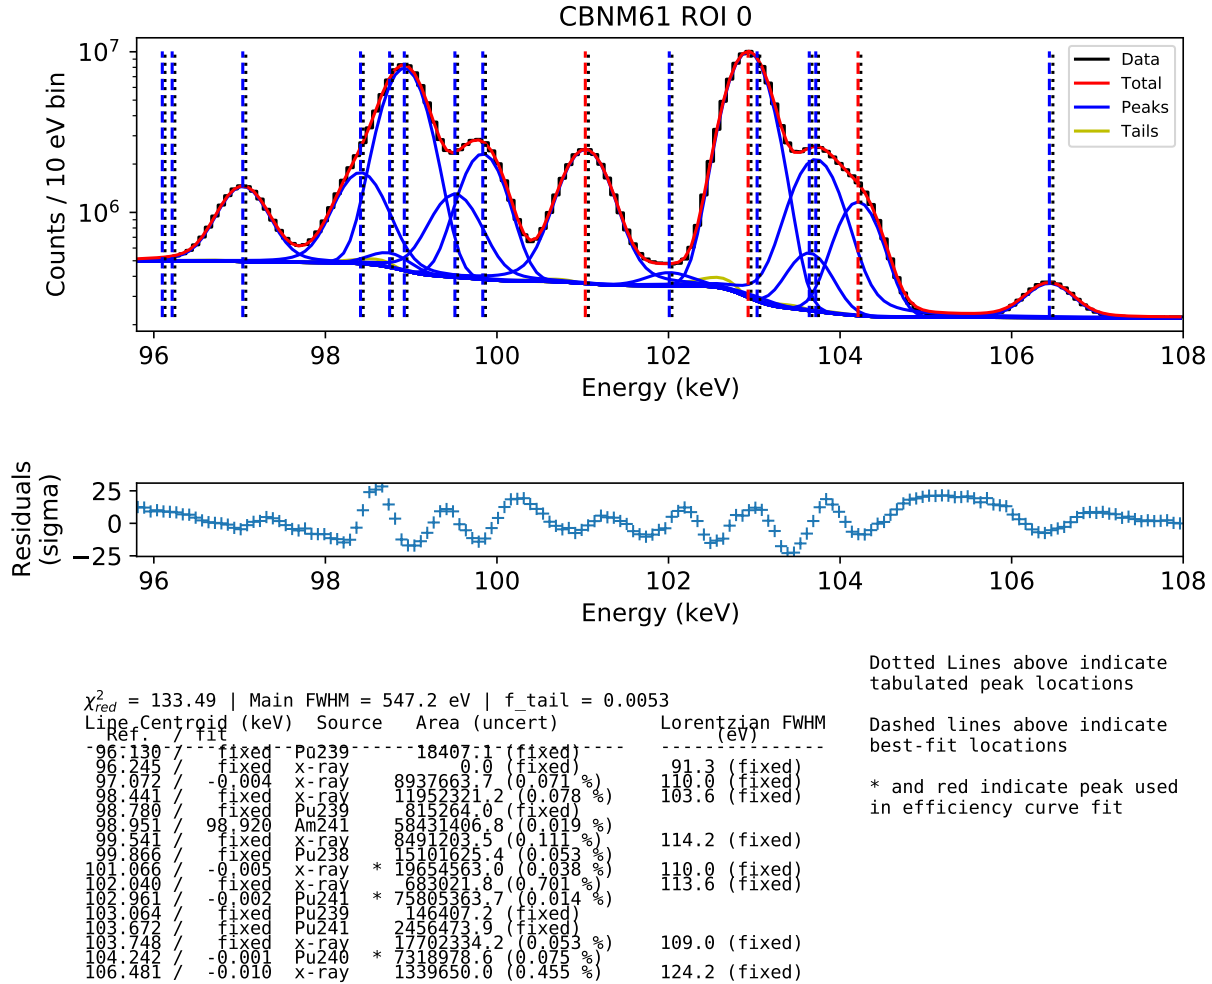 CBNM61 ROI 0
10^7
10^6
Counts / 10 eV bin
Data
Total
Peaks
Tails
96 98 100 102 104 106 108
Energy (keV)
Residuals
(sigma)
25
0
−25
96 98 100 102 104 106 108
Energy (keV)
Dotted Lines above indicate
tabulated peak locations
Dashed lines above indicate
best-fit locations
* and red indicate peak used
in efficiency curve fit
χ²red = 133.49 | Main FWHM = 547.2 eV | f_tail = 0.0053
Line Centroid (keV) Source Area (uncert) Lorentzian FWHM
Ref. / fit (eV)
96.130 / fixed Pu239 18407.1 (fixed)
96.245 / fixed x-ray 0.0 (fixed) 91.3 (fixed)
97.072 / -0.004 x-ray 8937663.7 (0.071 %) 110.0 (fixed)
98.441 / fixed x-ray 11952321.2 (0.078 %) 103.6 (fixed)
98.780 / fixed Pu239 815264.0 (fixed)
98.951 / 98.920 Am241 58431406.8 (0.019 %)
99.541 / fixed x-ray 8491203.5 (0.111 %) 114.2 (fixed)
99.866 / fixed Pu238 15101625.4 (0.053 %)
101.066 / -0.005 x-ray * 19654563.0 (0.038 %) 110.0 (fixed)
102.040 / fixed x-ray 683021.8 (0.701 %) 113.6 (fixed)
102.961 / -0.002 Pu241 * 75805363.7 (0.014 %)
103.064 / fixed Pu239 146407.2 (fixed)
103.672 / fixed Pu241 2456473.9 (fixed)
103.748 / fixed x-ray 17702334.2 (0.053 %) 109.0 (fixed)
104.242 / -0.001 Pu240 * 7318978.6 (0.075 %)
106.481 / -0.010 x-ray 1339650.0 (0.455 %) 124.2 (fixed)